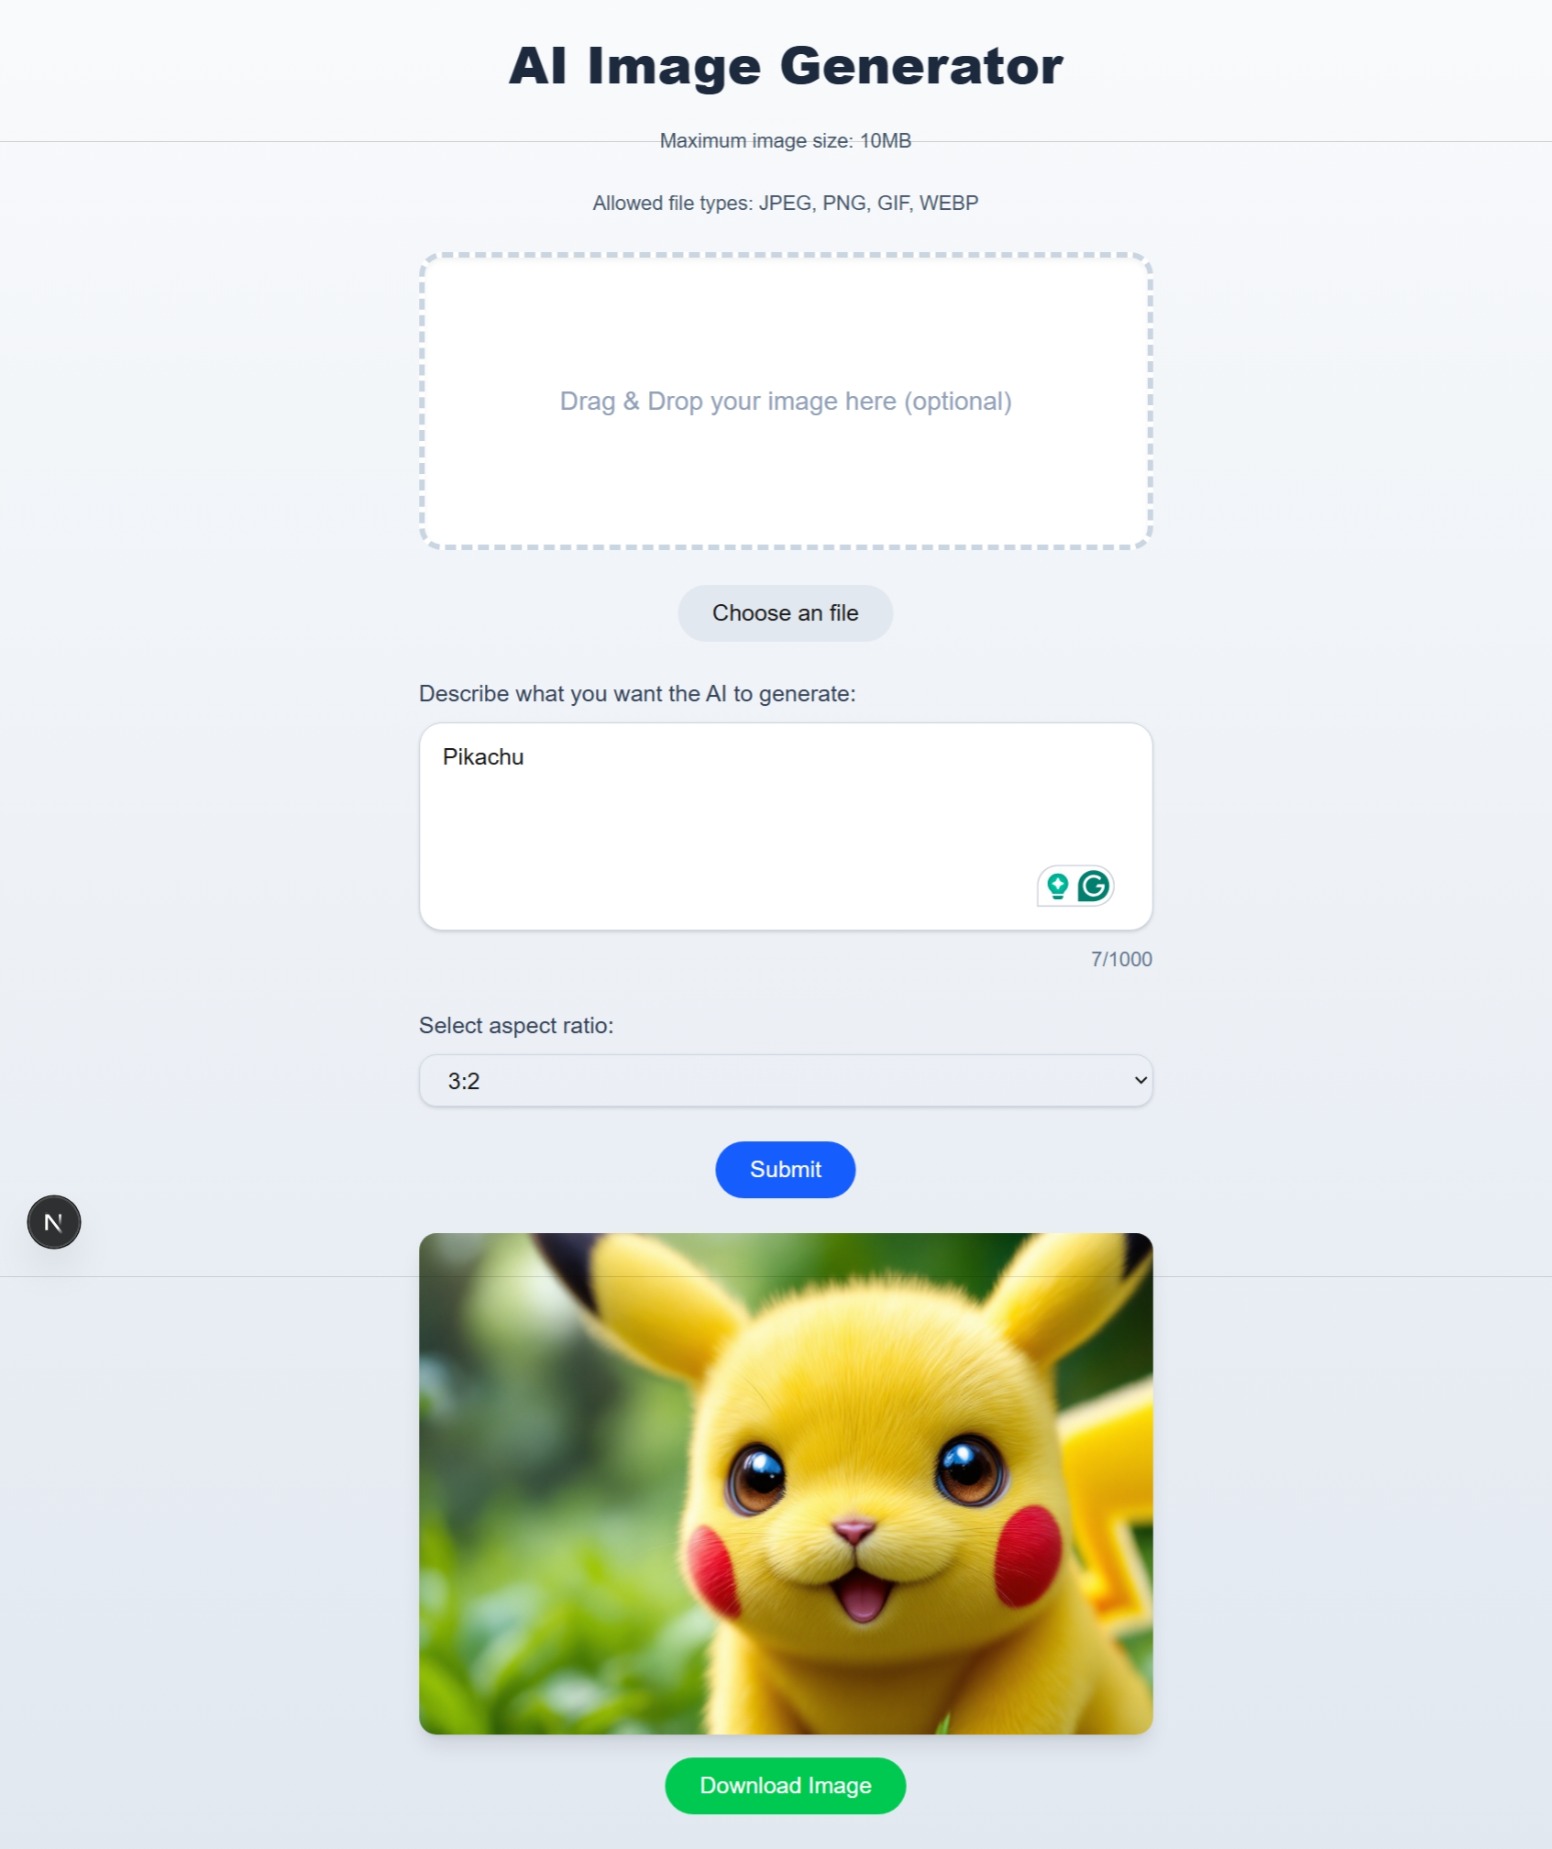 AI Image Generator
Maximum image size: 10MB
Allowed file types: JPEG, PNG, GIF, WEBP
Drag & Drop your image here (optional)
Choose an file
Describe what you want the AI to generate:
Pikachu
7/1000
Select aspect ratio:
3:2
Submit
N
Download Image